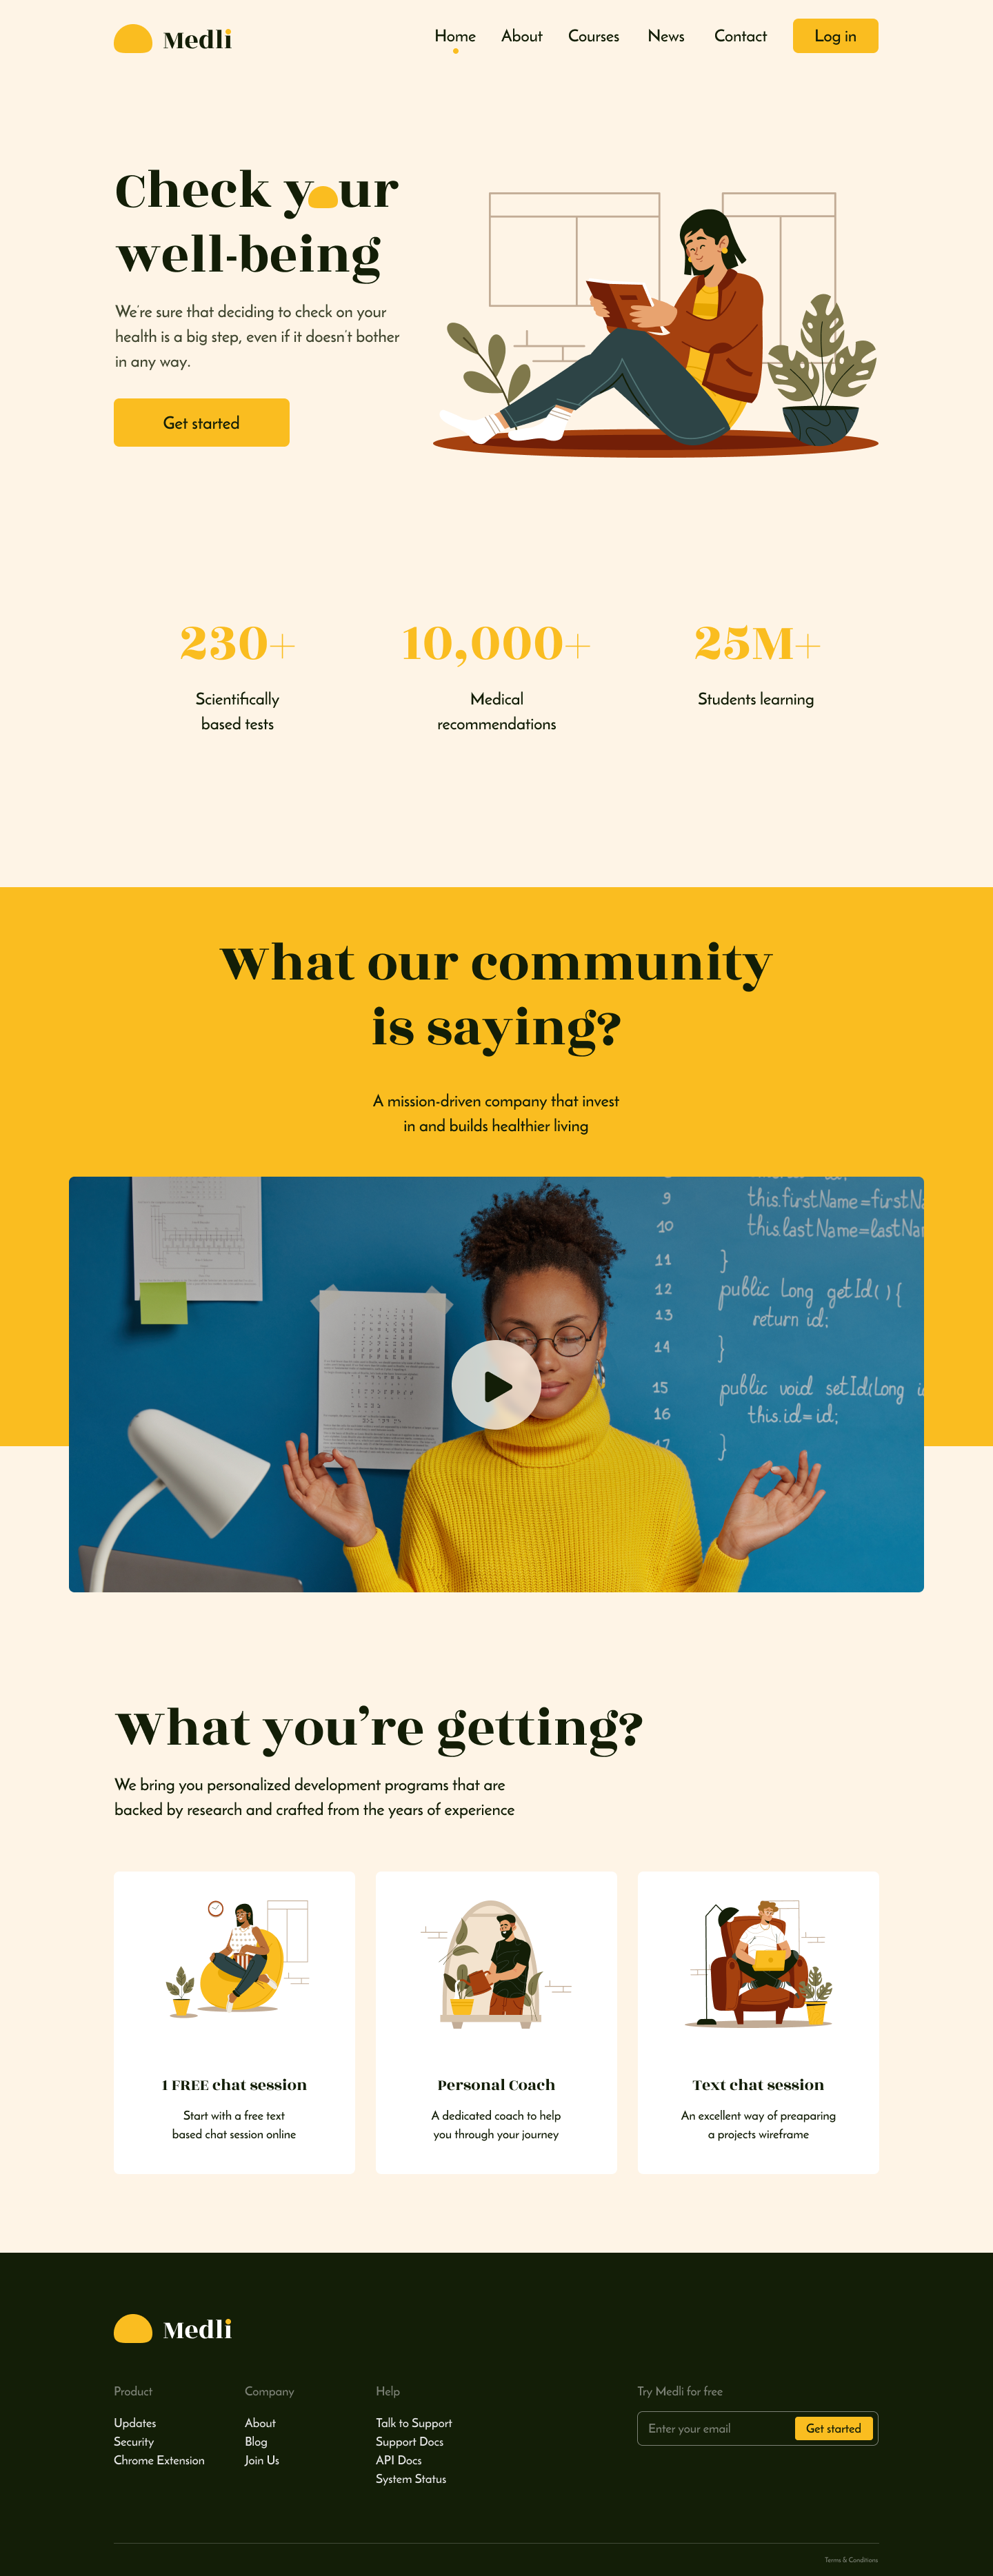 Medli
Home
About
Courses
News
Contact
Log in
Check your
well-being
We're sure that deciding to check on your
health is a big step, even if it doesn't bother
in any way.
Get started
230+
Scientifically
based tests
10,000+
Medical
recommendations
25M+
Students learning
What our community
is saying?
A mission-driven company that invest
in and builds healthier living
9
this.firstName=firstNa
10
this.lastName=lastNam
11
}
12
public Long getId(){
13
return id;
14
}
15
public void setId(Long
16
this.id=id;
17
}
What you’re getting?
We bring you personalized development programs that are
backed by research and crafted from the years of experience
1 FREE chat session
Start with a free text
based chat session online
Personal Coach
A dedicated coach to help
you through your journey
Text chat session
An excellent way of preaparing
a projects wireframe
Medli
Product
Updates
Security
Chrome Extension
Company
About
Blog
Join Us
Help
Talk to Support
Support Docs
API Docs
System Status
Try Medli for free
Enter your email
Get started
Terms & Conditions